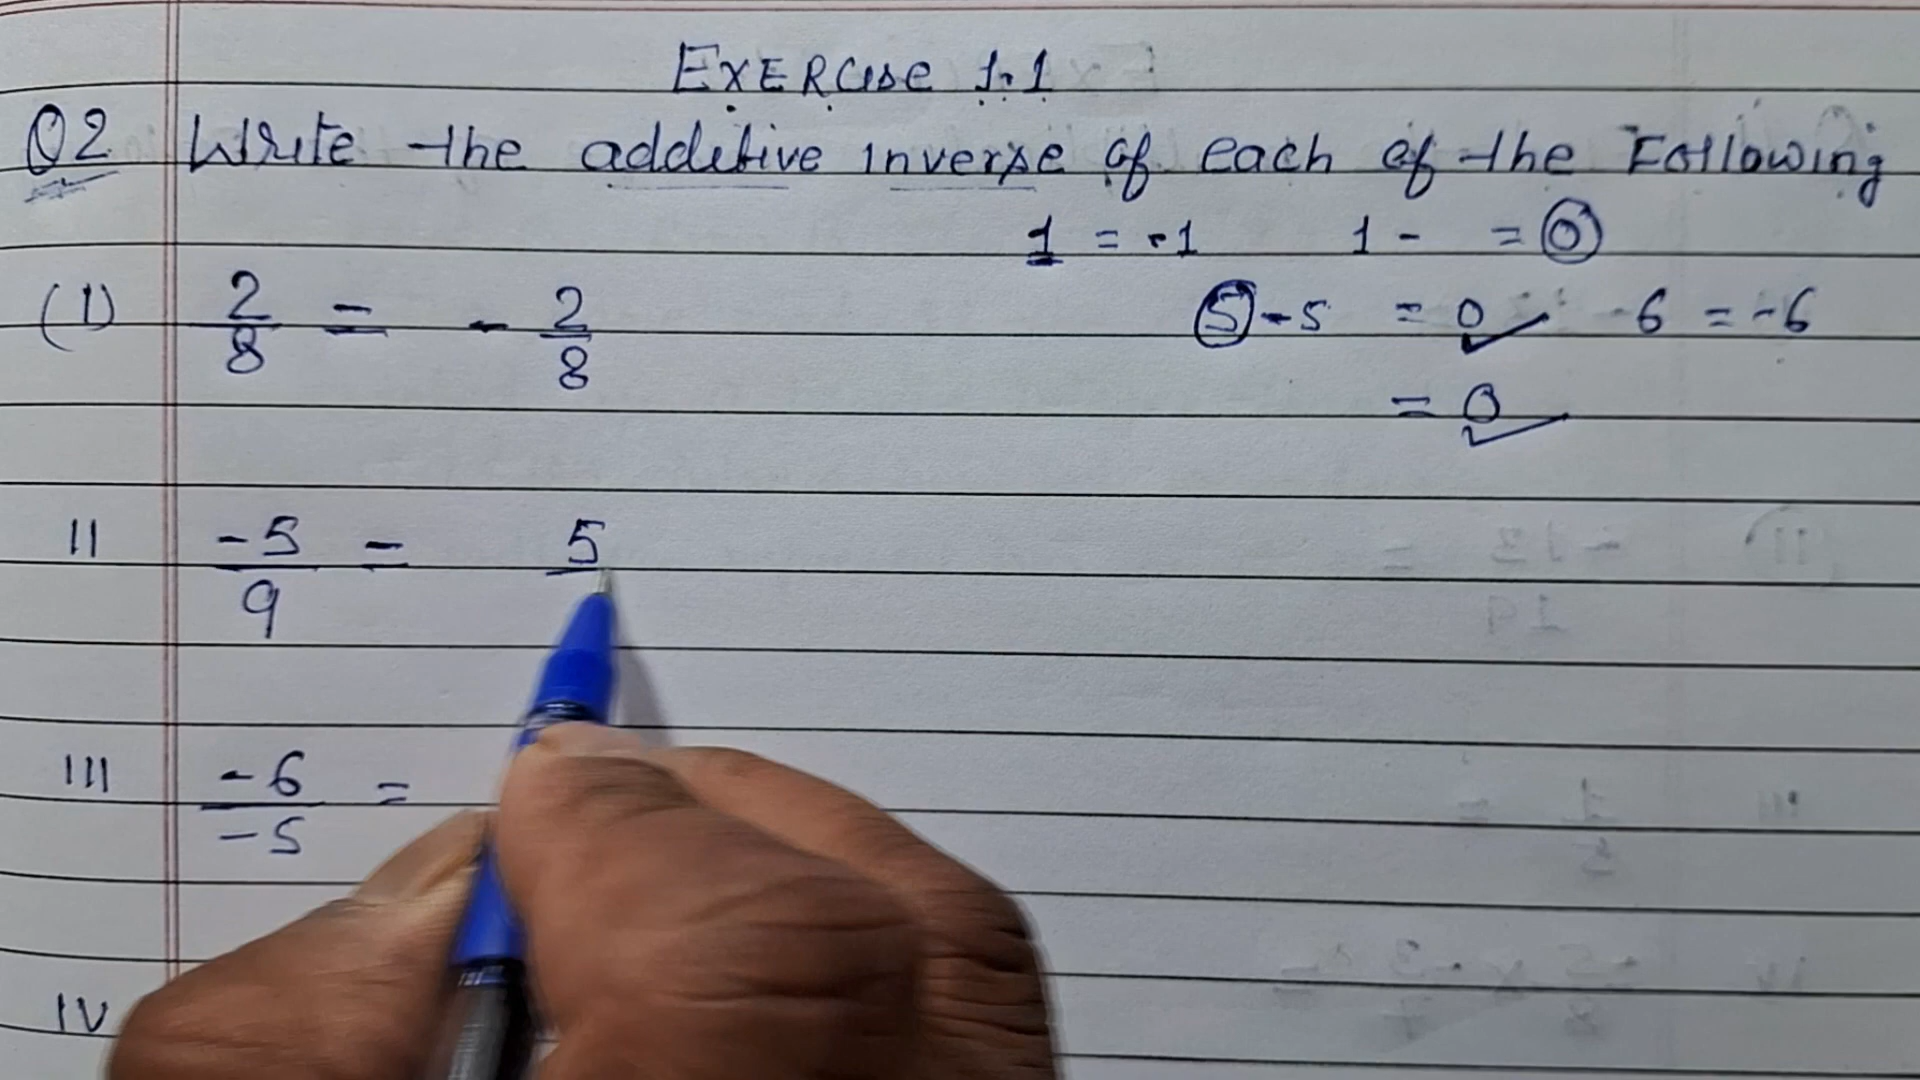 EXERCISE 1.1
Q2 Write the additive inverse of each of the Following
1 = -1 1 - = 0
(1) 2/8 = - 2/8 5 - 5 = 0 -6 = -6
= 0
II -5/9 = 5
III -6/-5 =
IV